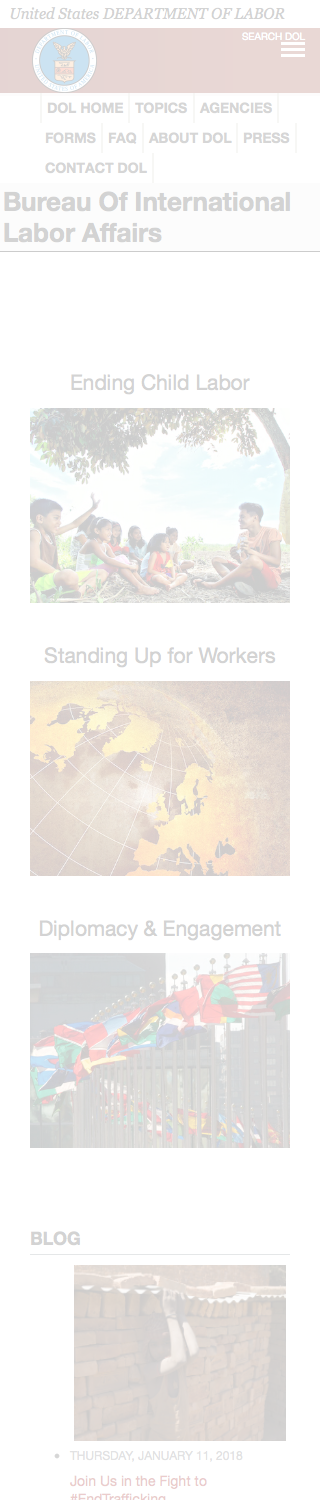 United States DEPARTMENT OF LABOR
SEARCH DOL
DOL HOME TOPICS AGENCIES
FORMS FAQ ABOUT DOL PRESS
CONTACT DOL
Bureau Of International
Labor Affairs
Ending Child Labor
Standing Up for Workers
Diplomacy & Engagement
BLOG
THURSDAY, JANUARY 11, 2018
Join Us in the Fight to
#EndTrafficking